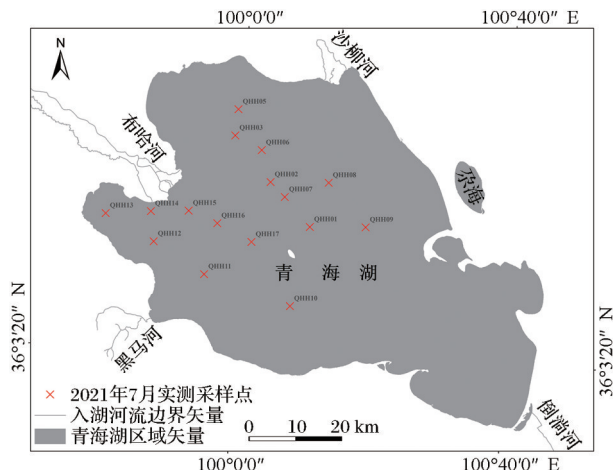 100°0′0″
100°40′0″ E
N
沙柳河
QHH05
布哈河
QHH03
QHH06
QHH02
QHH08
尕海
QHH07
QHH13
QHH14
QHH15
QHH16
QHH01
QHH09
QHH12
QHH17
QHH11
青海湖
QHH10
36°3′20″ N
36°3′20″ N
黑马河
2021年7月实测采样点
入湖河流边界矢量
青海湖区域矢量
0 10 20 km
倒淌河
100°0′0″
100°40′0″ E